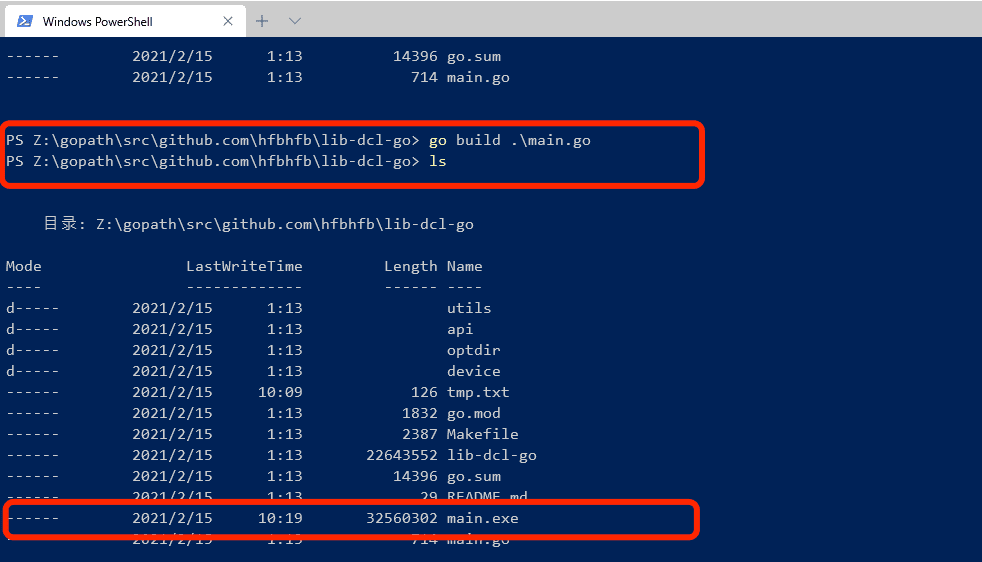 Windows PowerShell
------ 2021/2/15 1:13 14396 go.sum
------ 2021/2/15 1:13 714 main.go
PS Z:\gopath\src\github.com\hfbhfb\lib-dcl-go> go build .\main.go
PS Z:\gopath\src\github.com\hfbhfb\lib-dcl-go> ls
目录: Z:\gopath\src\github.com\hfbhfb\lib-dcl-go
Mode LastWriteTime Length Name
---- ------------- ------ ----
d----- 2021/2/15 1:13 utils
d----- 2021/2/15 1:13 api
d----- 2021/2/15 1:13 optdir
d----- 2021/2/15 1:13 device
------ 2021/2/15 10:09 126 tmp.txt
------ 2021/2/15 1:13 1832 go.mod
------ 2021/2/15 1:13 2387 Makefile
------ 2021/2/15 1:13 22643552 lib-dcl-go
------ 2021/2/15 1:13 14396 go.sum
------ 2021/2/15 1:13 29 README.md
------ 2021/2/15 10:19 32560302 main.exe
------ 2021/2/15 1:13 714 main.go